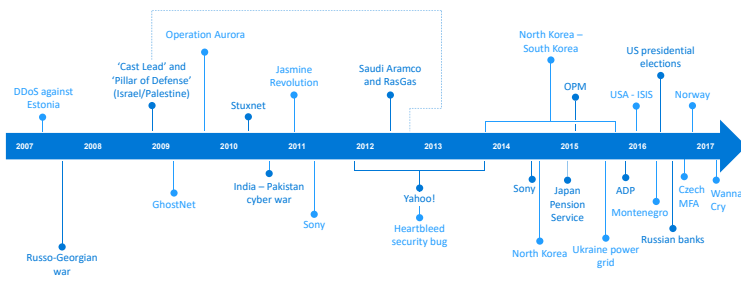 Operation Aurora
'Cast Lead' and
'Pillar of Defense'
(Israel/Palestine)
DDoS against
Estonia
Stuxnet
Jasmine
Revolution
Saudi Aramco
and RasGas
North Korea –
South Korea
OPM
US presidential
elections
USA - ISIS
Norway
2007
2008
2009
2010
2011
2012
2013
2014
2015
2016
2017
Russo-Georgian
war
GhostNet
India – Pakistan
cyber war
Sony
Yahoo!
Heartbleed
security bug
Sony
North Korea
Japan
Pension
Service
Ukraine power
grid
ADP
Montenegro
Russian banks
Czech
MFA
Wanna
Cry